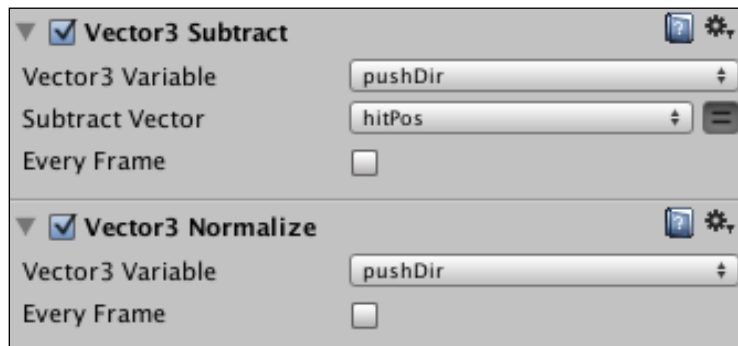 Vector3 Subtract
Vector3 Variable pushDir
Subtract Vector hitPos
Every Frame
Vector3 Normalize
Vector3 Variable pushDir
Every Frame